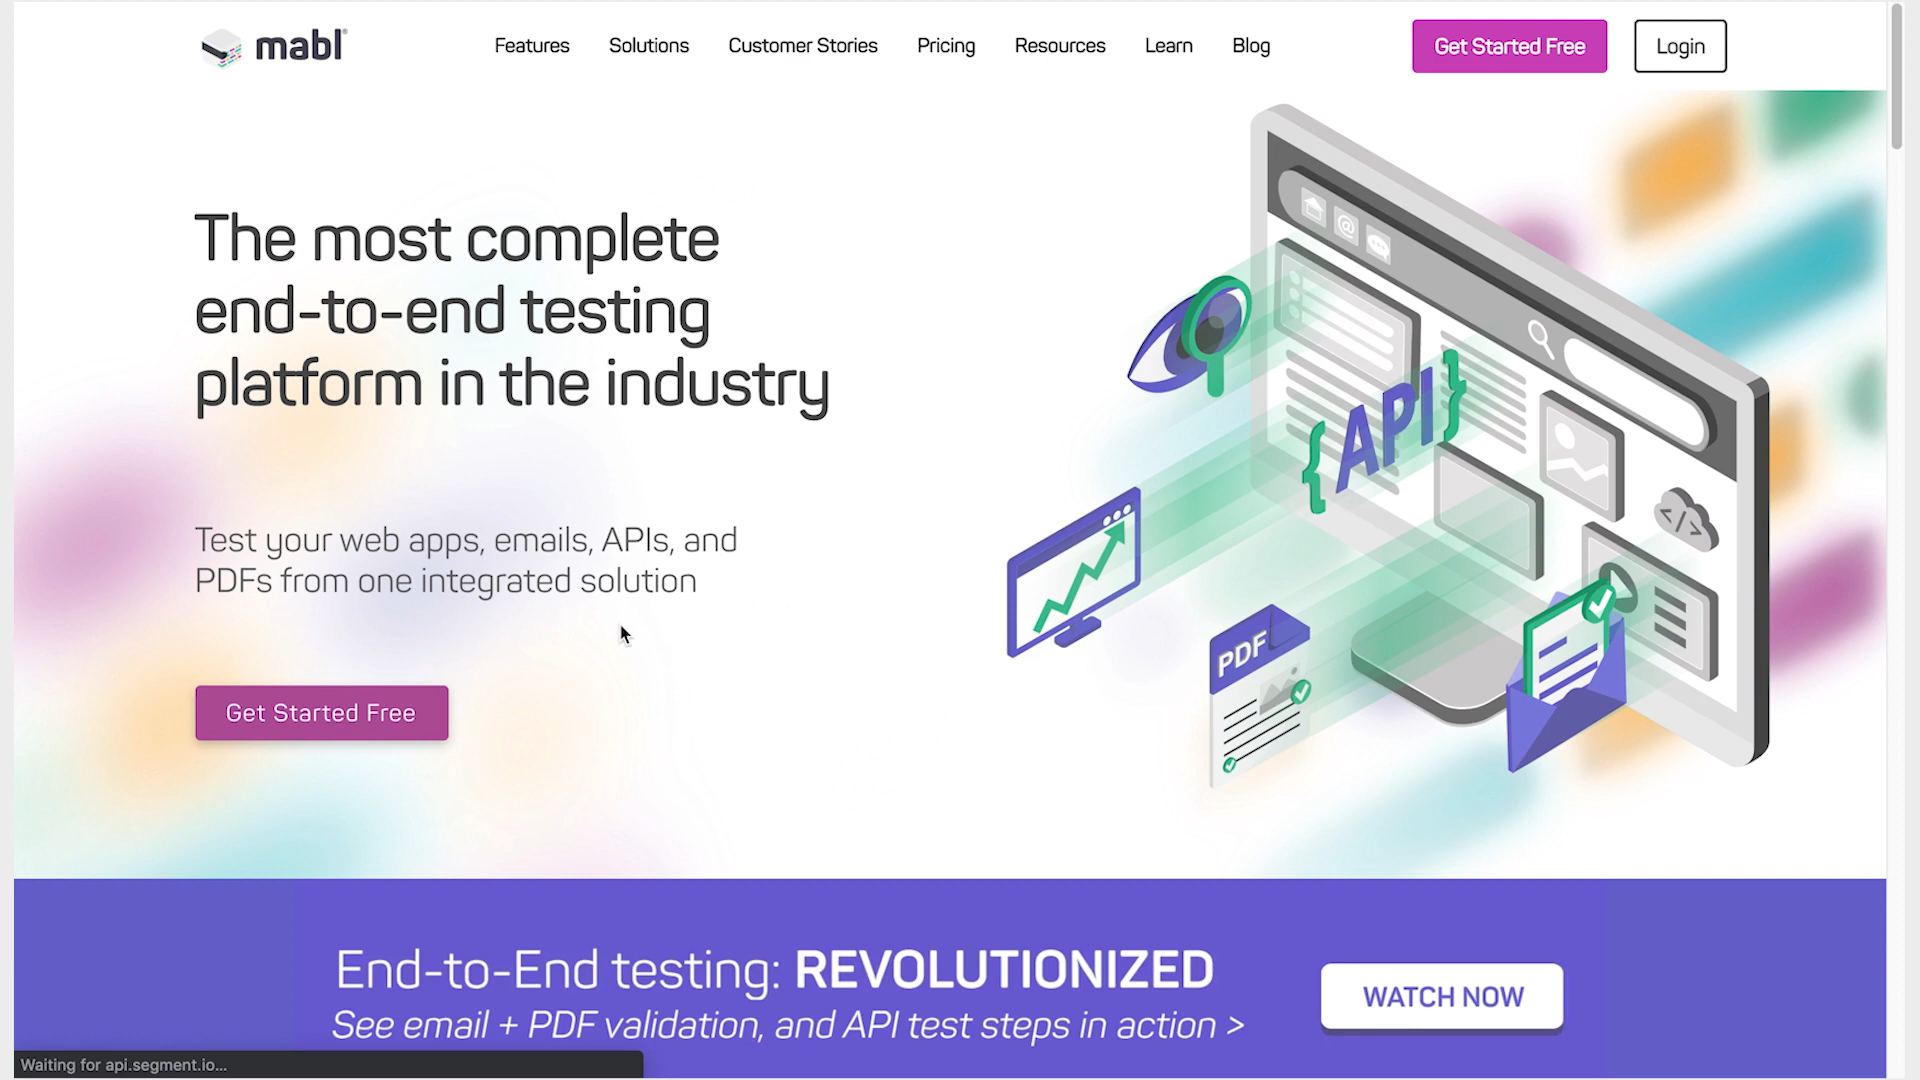 mabl
Features Solutions Customer Stories Pricing Resources Learn Blog Get Started Free Login
The most complete
end-to-end testing
platform in the industry
Test your web apps, emails, APIs, and
PDFs from one integrated solution
Get Started Free
@
{API}
</>
PDF
End-to-End testing: REVOLUTIONIZED
See email + PDF validation, and API test steps in action >
WATCH NOW
Waiting for api.segment.io...